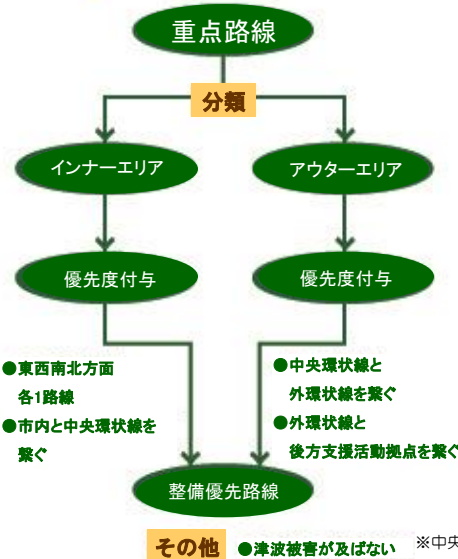 重点路線
分類
インナーエリア
アウターエリア
優先度付与
優先度付与
●東西南北方面
各1路線
●市内と中央環状線を
繋ぐ
●中央環状線と
外環状線を繋ぐ
●外環状線と
後方支援活動拠点を繋ぐ
整備優先路線
その他
●津波被害が及ばない
※中央